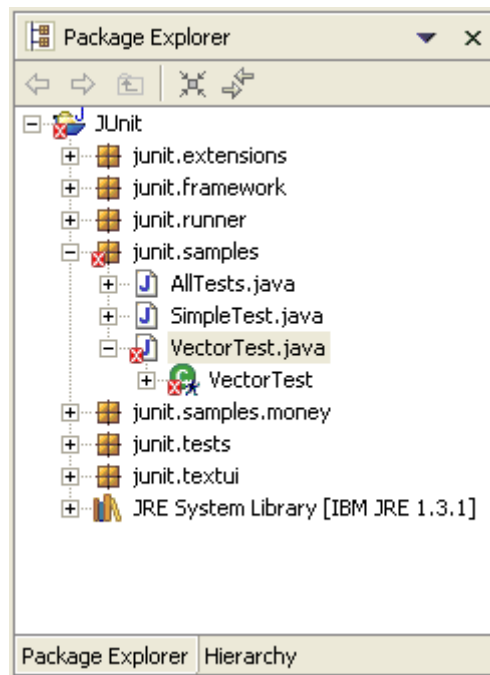 Package Explorer
JUnit
junit.extensions
junit.framework
junit.runner
junit.samples
AllTests.java
SimpleTest.java
VectorTest.java
VectorTest
junit.samples.money
junit.tests
junit.textui
JRE System Library [IBM JRE 1.3.1]
Package Explorer Hierarchy